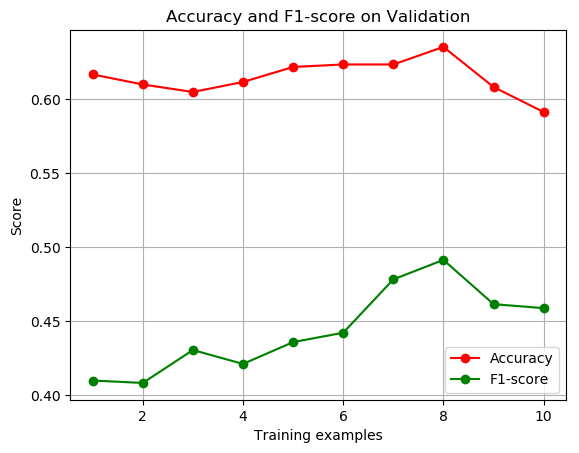 Accuracy and F1-score on Validation
0.60
0.55
0.50
0.45
0.40
Score
2 4 6 8 10
Training examples
Accuracy
F1-score